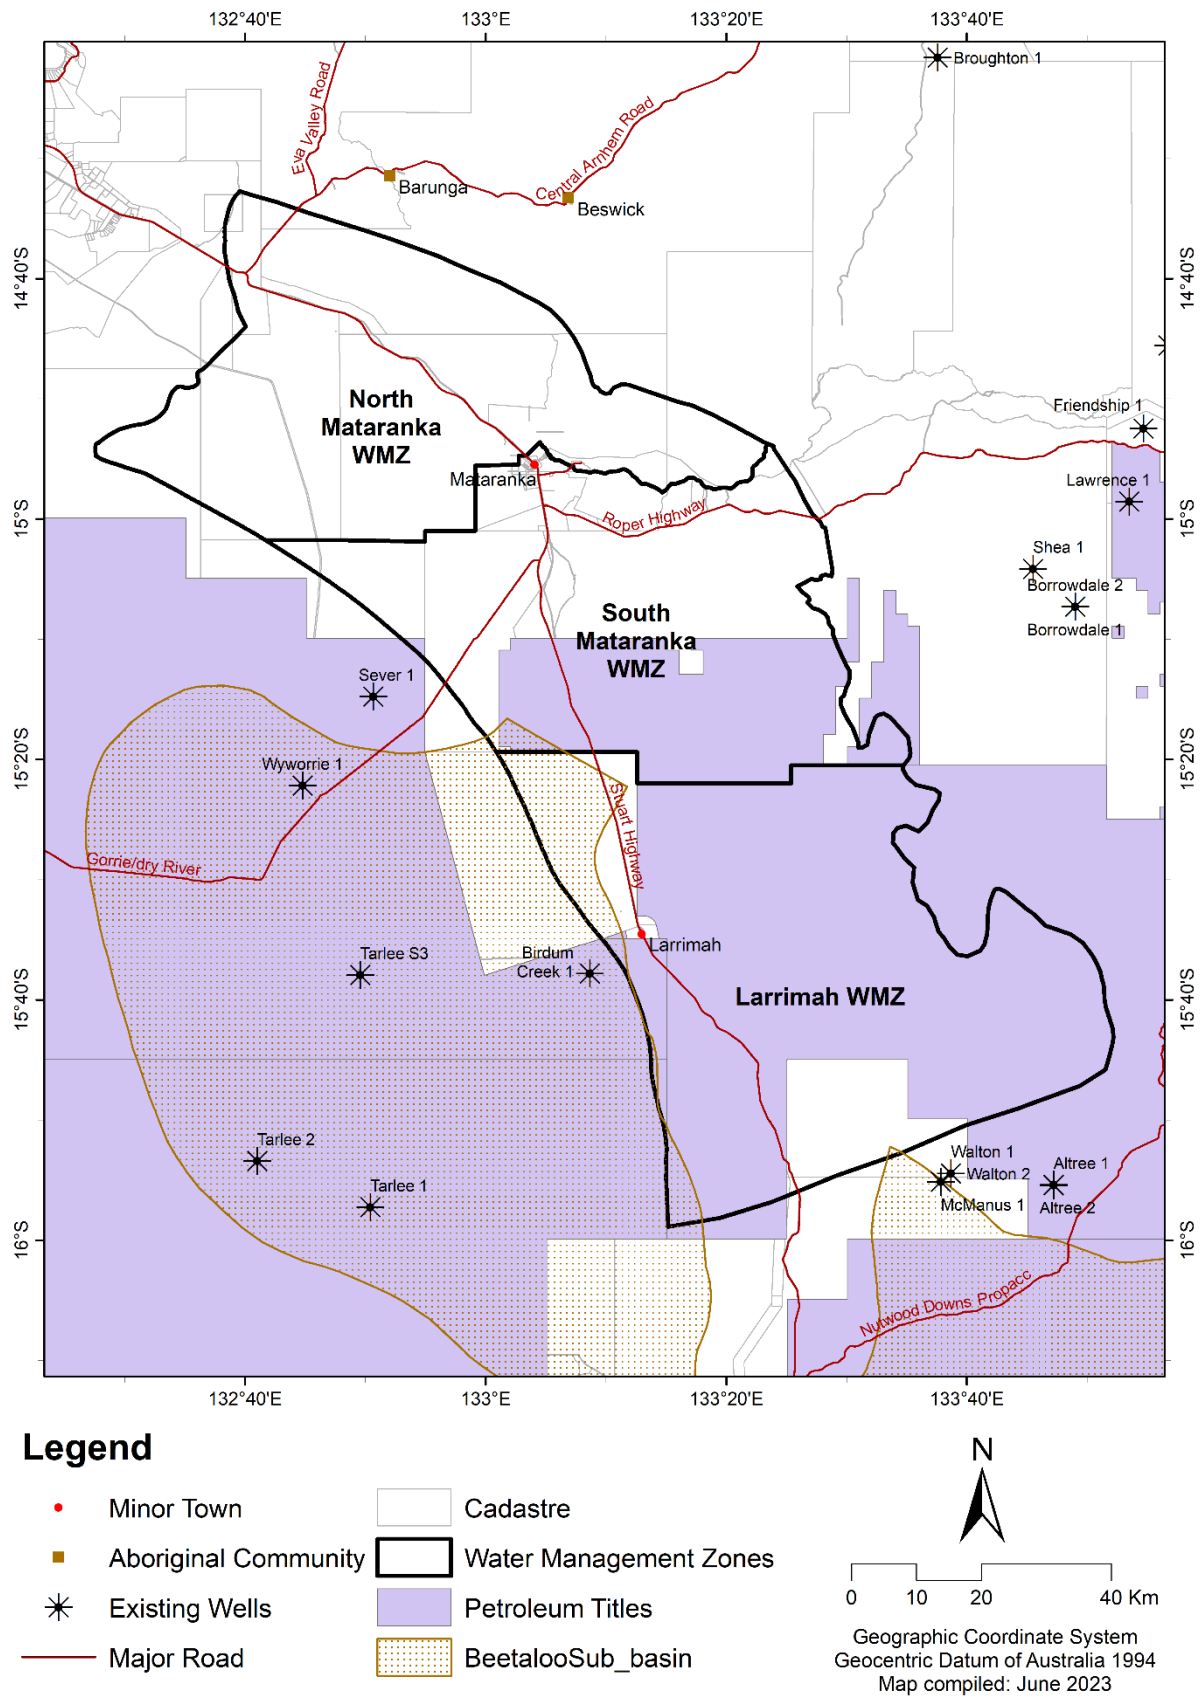 132°40'E
133°E
133°20'E
133°40'E
Broughton 1
Eva Valley Road
Central Arnhem Road
Barunga
Beswick
14°40'S
14°40'S
North
Mataranka
WMZ
Friendship 1
Mataranka
Lawrence 1
Roper Highway
15°S
15°S
Shea 1
Borrowdale 2
Borrowdale 1
South
Mataranka
WMZ
Sever 1
15°20'S
15°20'S
Wyworrie 1
Stuart Highway
Gorrie/dry River
Larrimah
Birdum
Creek 1
Tarlee S3
Larrimah WMZ
15°40'S
15°40'S
Tarlee 2
Walton 1
Walton 2
Altree 1
Tarlee 1
McManus 1
Altree 2
16°S
16°S
Nutwood Downs Propacc
132°40'E
133°E
133°20'E
133°40'E
Legend
Minor Town
Aboriginal Community
Existing Wells
Major Road
Cadastre
Water Management Zones
Petroleum Titles
BeetalooSub_basin
N
0 10 20 40 Km
Geographic Coordinate System
Geocentric Datum of Australia 1994
Map compiled: June 2023